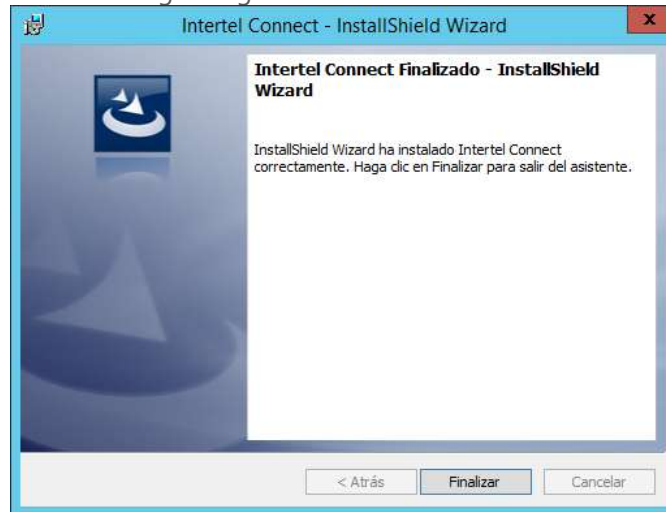 Intertel Connect - InstallShield Wizard
x
Intertel Connect Finalizado - InstallShield
Wizard
InstallShield Wizard ha instalado Intertel Connect
correctamente. Haga clic en Finalizar para salir del asistente.
< Atrás Finalizar Cancelar